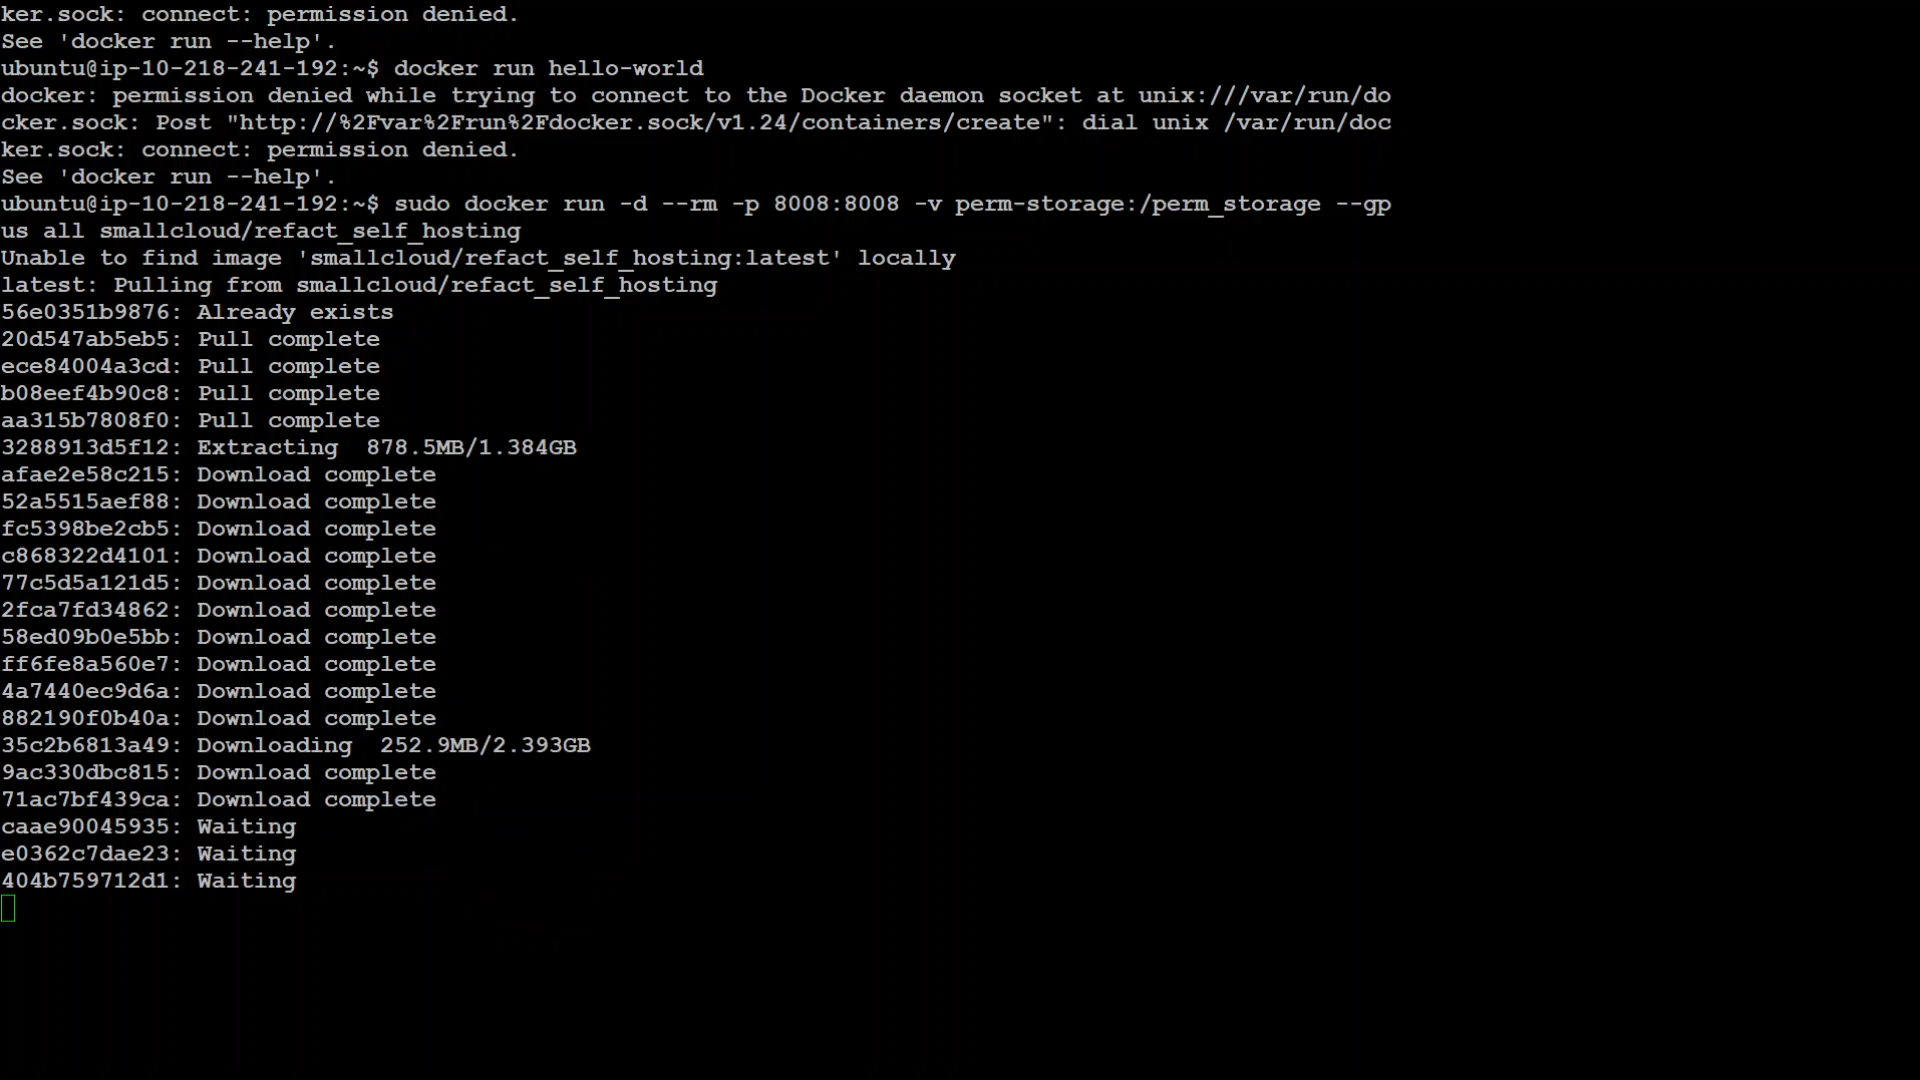 ker.sock: connect: permission denied.
See 'docker run --help'.
ubuntu@ip-10-218-241-192:~$ docker run hello-world
docker: permission denied while trying to connect to the Docker daemon socket at unix:///var/run/do
cker.sock: Post "http://%2Fvar%2Frun%2Fdocker.sock/v1.24/containers/create": dial unix /var/run/doc
ker.sock: connect: permission denied.
See 'docker run --help'.
ubuntu@ip-10-218-241-192:~$ sudo docker run -d --rm -p 8008:8008 -v perm-storage:/perm_storage --gp
us all smallcloud/refact_self_hosting
Unable to find image 'smallcloud/refact_self_hosting:latest' locally
latest: Pulling from smallcloud/refact_self_hosting
56e0351b9876: Already exists
20d547ab5eb5: Pull complete
ece84004a3cd: Pull complete
b08eef4b90c8: Pull complete
aa315b7808f0: Pull complete
3288913d5f12: Extracting  878.5MB/1.384GB
afae2e58c215: Download complete
52a5515aef88: Download complete
fc5398be2cb5: Download complete
c868322d4101: Download complete
77c5d5a121d5: Download complete
2fca7fd34862: Download complete
58ed09b0e5bb: Download complete
ff6fe8a560e7: Download complete
4a7440ec9d6a: Download complete
882190f0b40a: Download complete
35c2b6813a49: Downloading  252.9MB/2.393GB
9ac330dbc815: Download complete
71ac7bf439ca: Download complete
caae90045935: Waiting
e0362c7dae23: Waiting
404b759712d1: Waiting